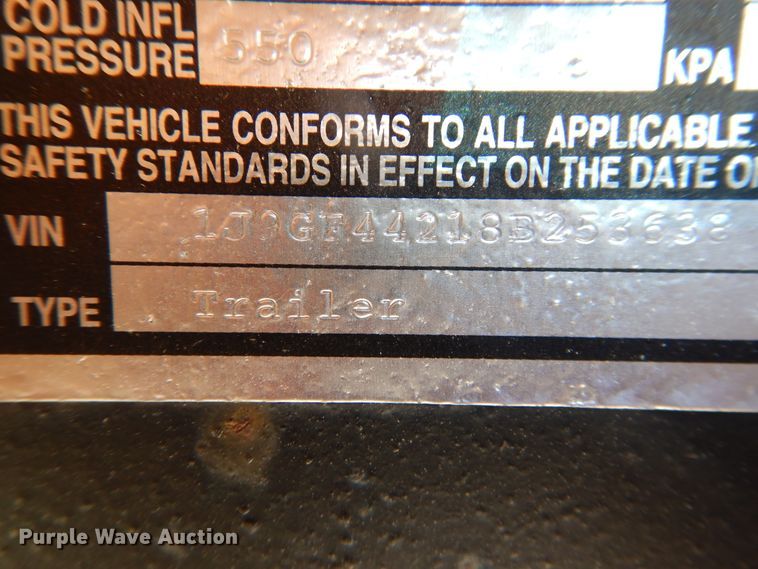 COLD INFL
PRESSURE 550 KPA
THIS VEHICLE CONFORMS TO ALL APPLICABLE
SAFETY STANDARDS IN EFFECT ON THE DATE O
VIN 1J9GF44218B253638
TYPE Trailer
Purple Wave Auction